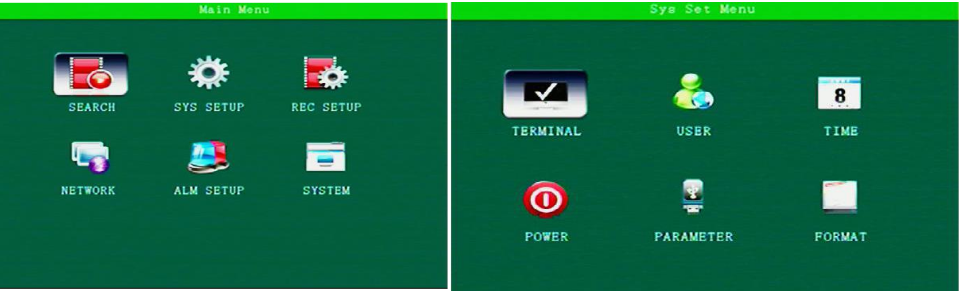 Main Menu
SEARCH SYS SETUP REC SETUP
NETWORK ALM SETUP SYSTEM
Sys Set Menu
TERMINAL USER 8 TIME
POWER PARAMETER FORMAT